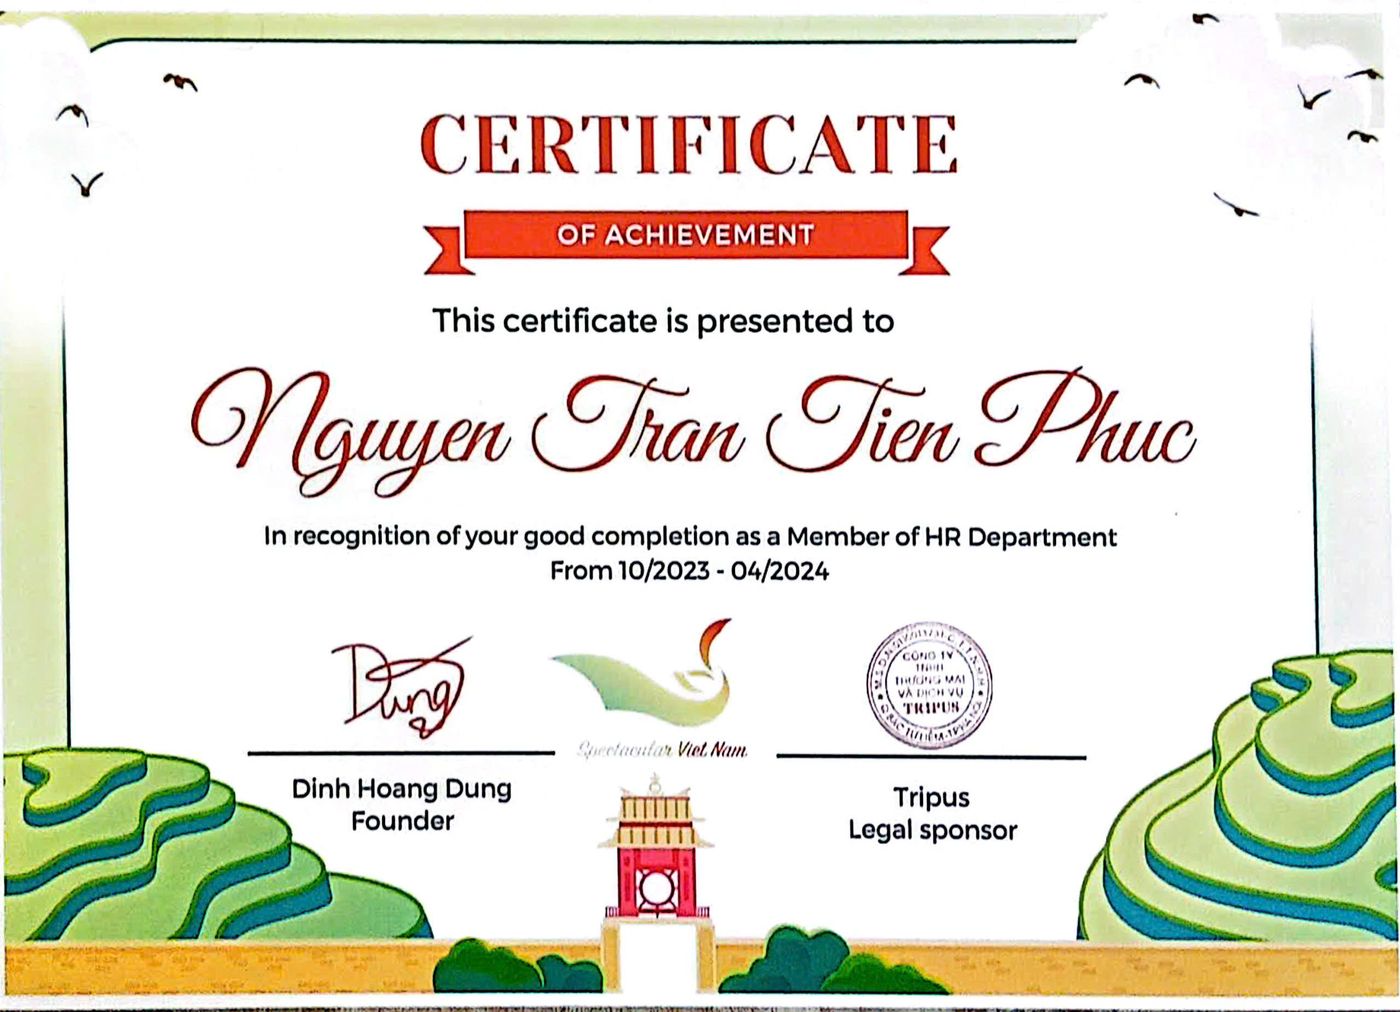 CERTIFICATE
OF ACHIEVEMENT
This certificate is presented to
Nguyen Tran Tien Phuc
In recognition of your good completion as a Member of HR Department
From 10/2023 - 04/2024
Dung
Spectacular Viet Nam
CÔNG TY
TNHH
THƯƠNG MẠI
VÀ DỊCH VỤ
TRIPUS
Dinh Hoang Dung
Founder
Tripus
Legal sponsor